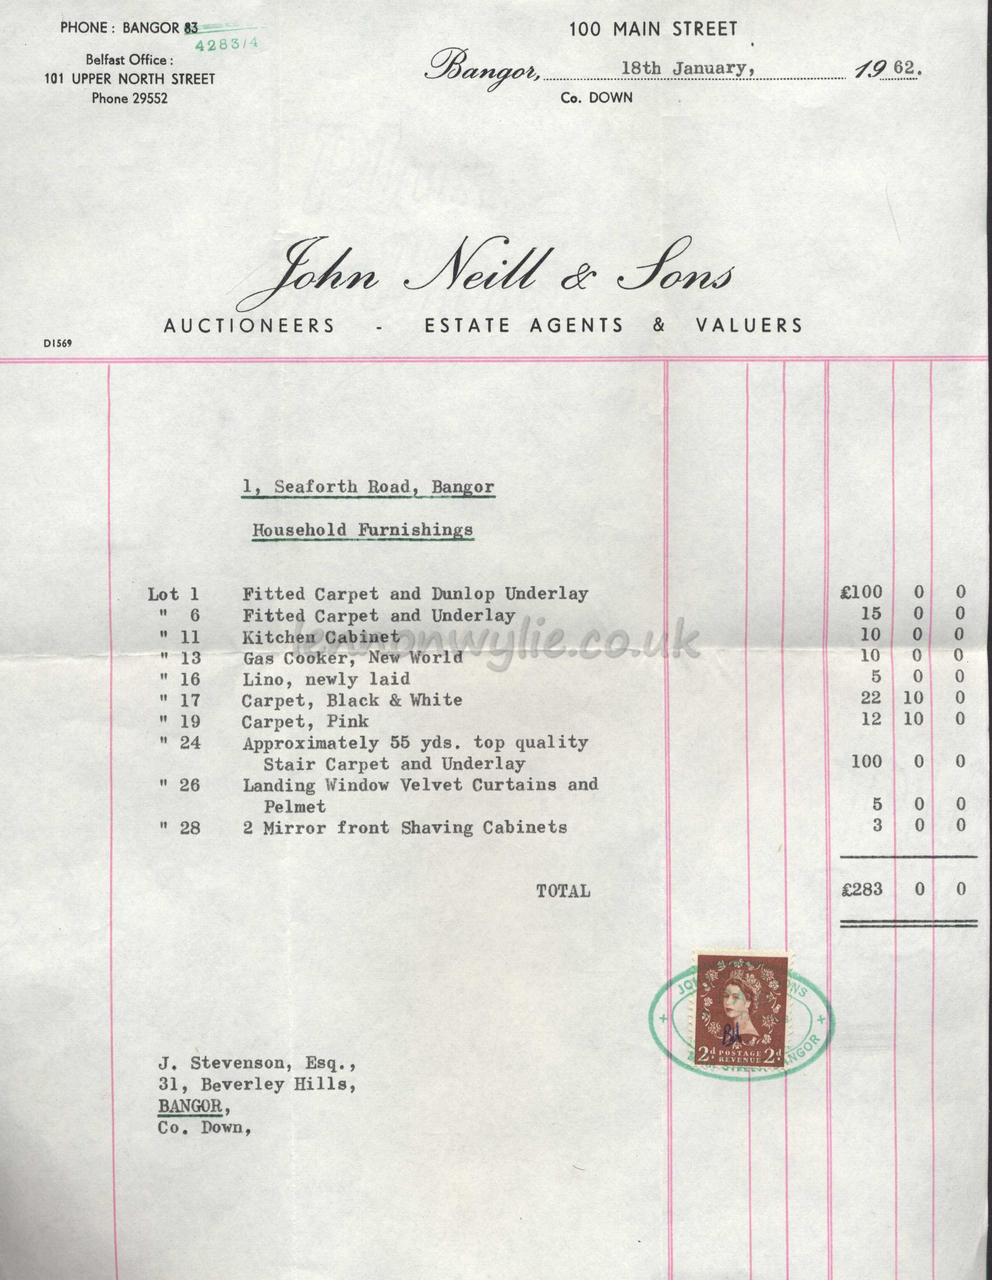 PHONE : BANGOR 83
4283/4
Belfast Office :
101 UPPER NORTH STREET
Phone 29552
100 MAIN STREET
Bangor, 18th January, 1962.
Co. DOWN
John Neill & Sons
AUCTIONEERS - ESTATE AGENTS & VALUERS
D1569
1, Seaforth Road, Bangor
Household Furnishings
Lot 1 Fitted Carpet and Dunlop Underlay £100 0 0
" 6 Fitted Carpet and Underlay 15 0 0
" 11 Kitchen Cabinet 10 0 0
lennonwylie.co.uk
" 13 Gas Cooker, New World 10 0 0
" 16 Lino, newly laid 5 0 0
" 17 Carpet, Black & White 22 10 0
" 19 Carpet, Pink 12 10 0
" 24 Approximately 55 yds. top quality
Stair Carpet and Underlay 100 0 0
" 26 Landing Window Velvet Curtains and
Pelmet 5 0 0
" 28 2 Mirror front Shaving Cabinets 3 0 0
TOTAL £283 0 0
2d POSTAGE REVENUE 2d
BANGOR
J. Stevenson, Esq.,
31, Beverley Hills,
BANGOR,
Co. Down,